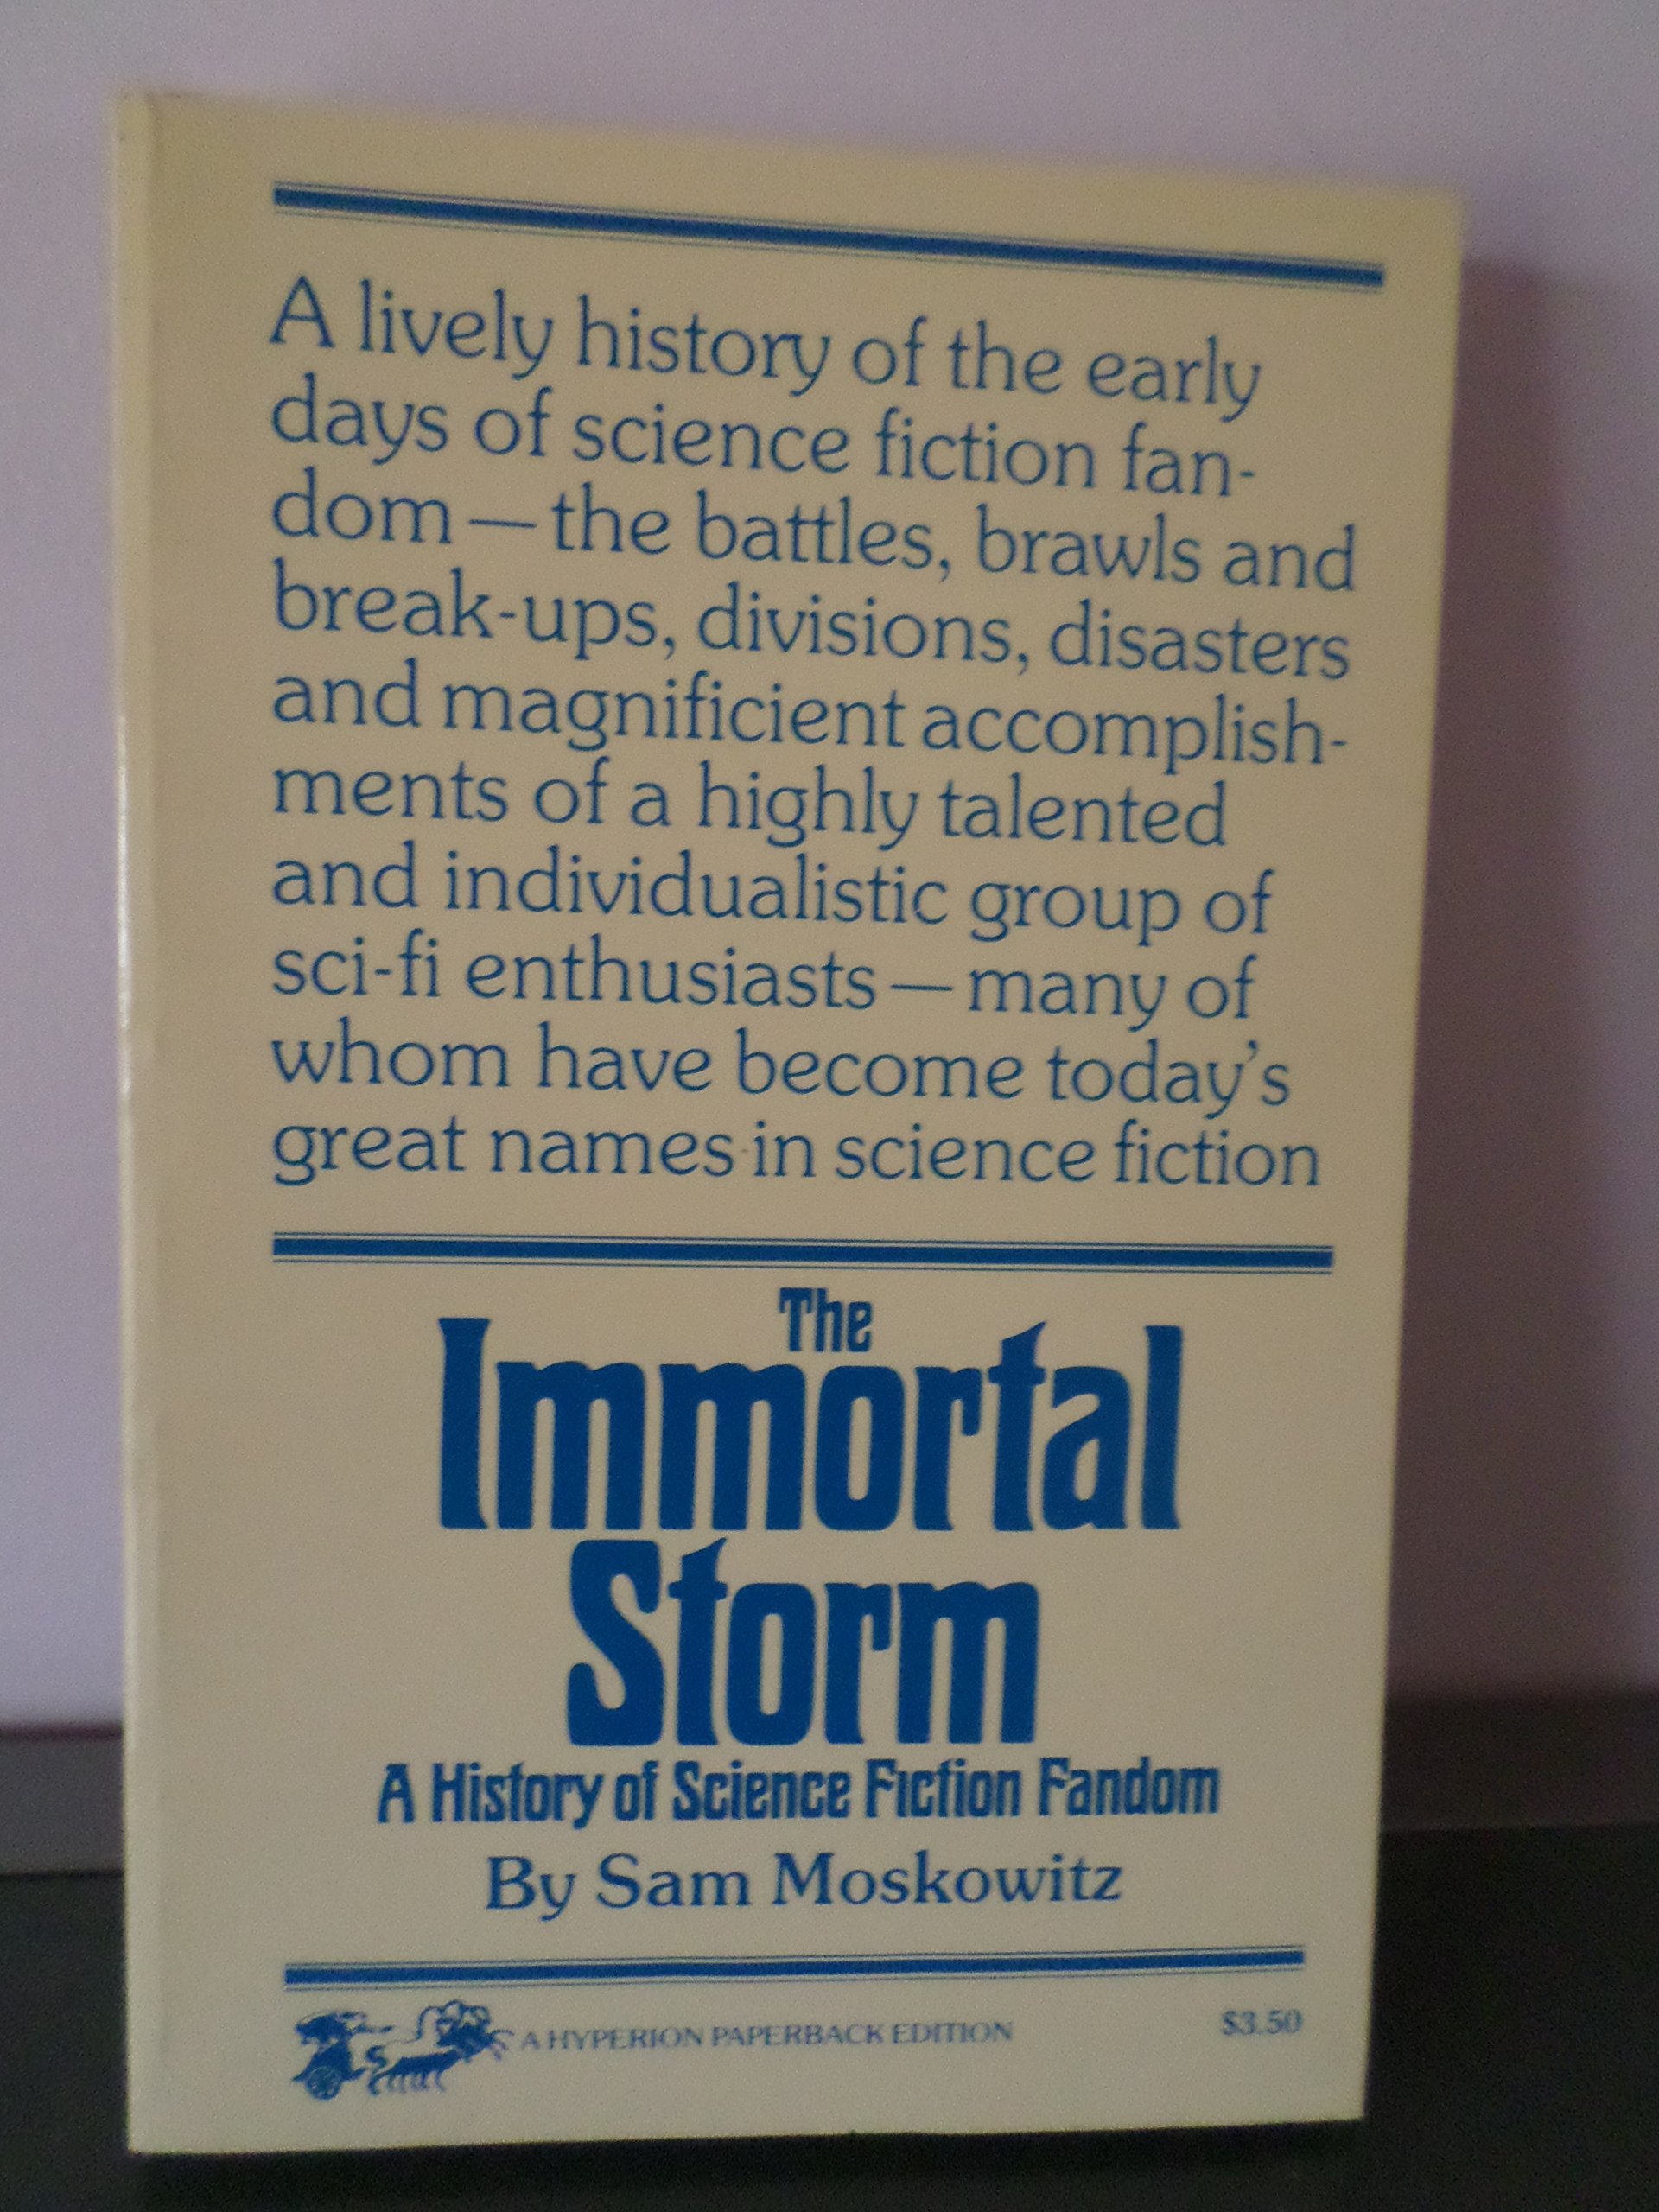 A lively history of the early
days of science fiction fan-
dom—the battles, brawls and
break-ups, divisions, disasters
and magnificient accomplish-
ments of a highly talented
and individualistic group of
sci-fi enthusiasts—many of
whom have become today's
great names in science fiction
The
Immortal
Storm
A History of Science Fiction Fandom
By Sam Moskowitz
A HYPERION PAPERBACK EDITION $3.50